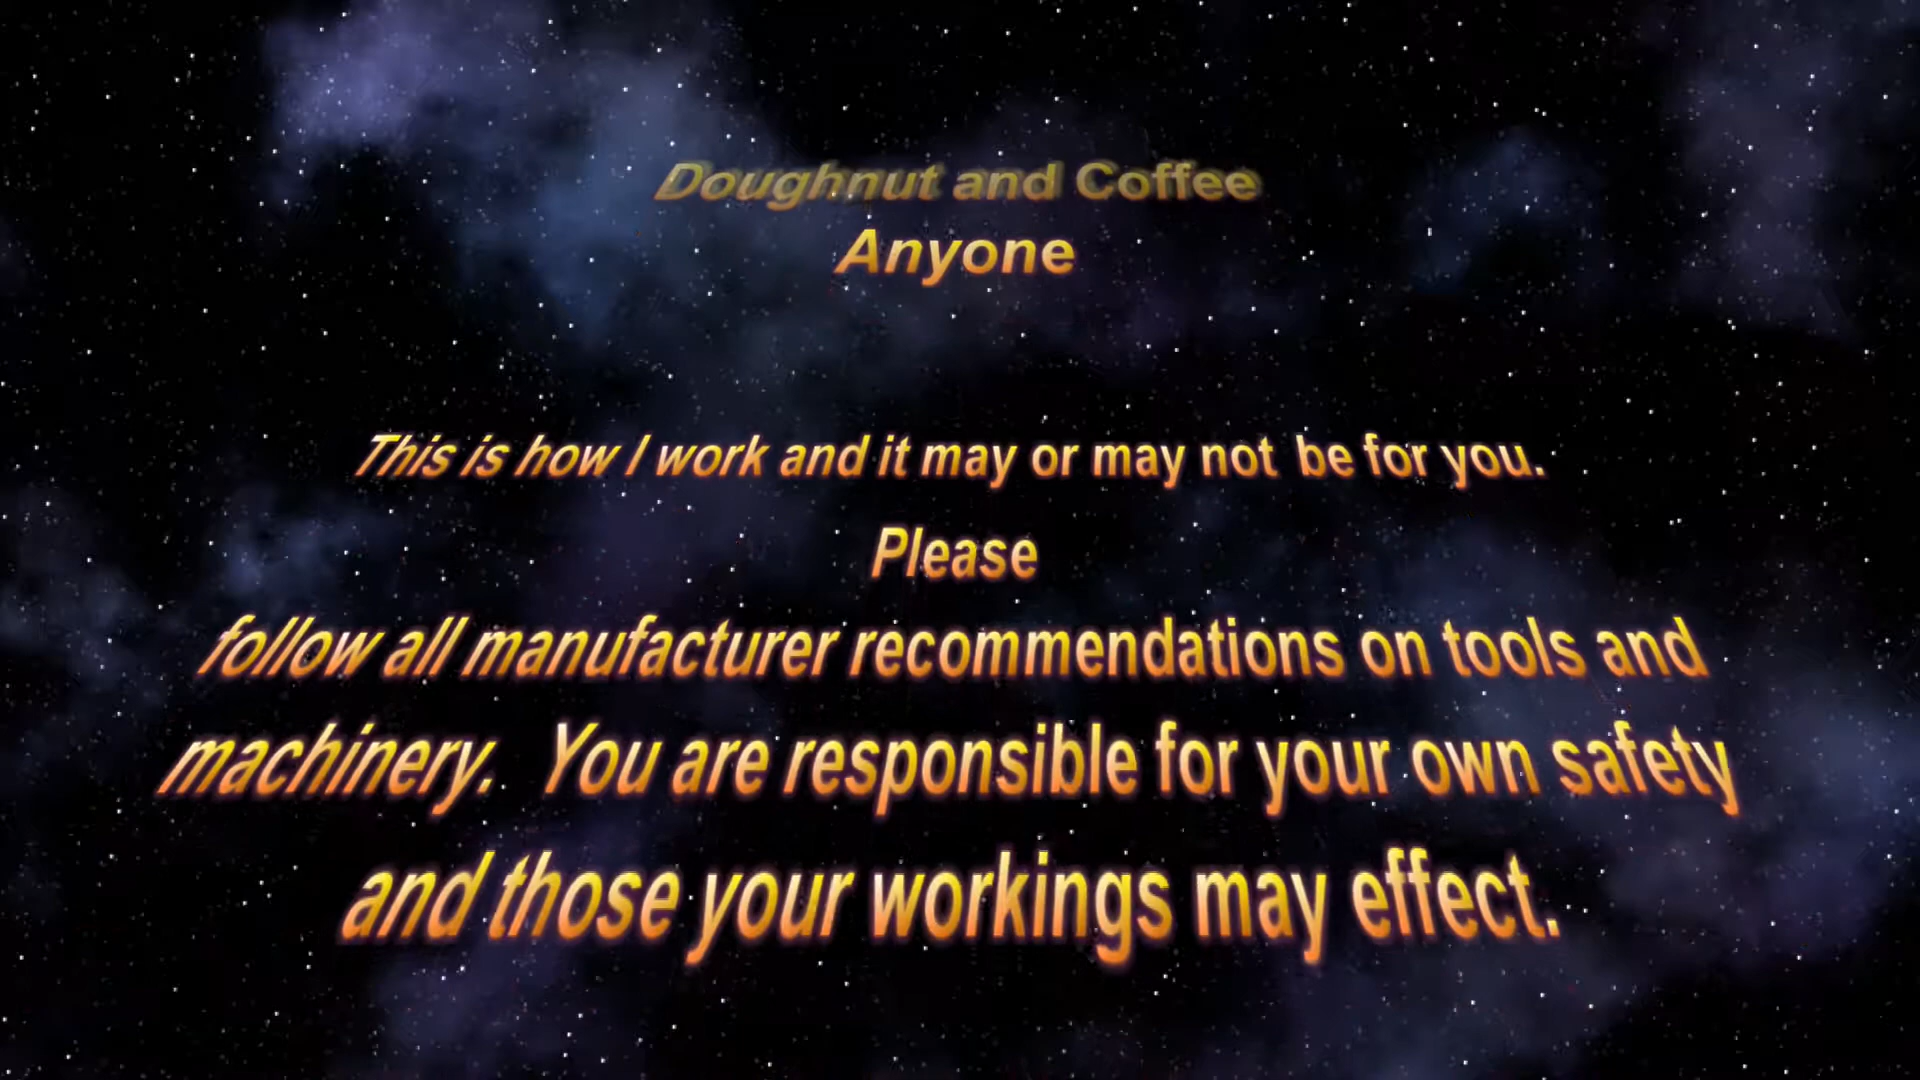 Doughnut and Coffee
Anyone
This is how I work and it may or may not be for you.
Please
follow all manufacturer recommendations on tools and
machinery. You are responsible for your own safety
and those your workings may effect.